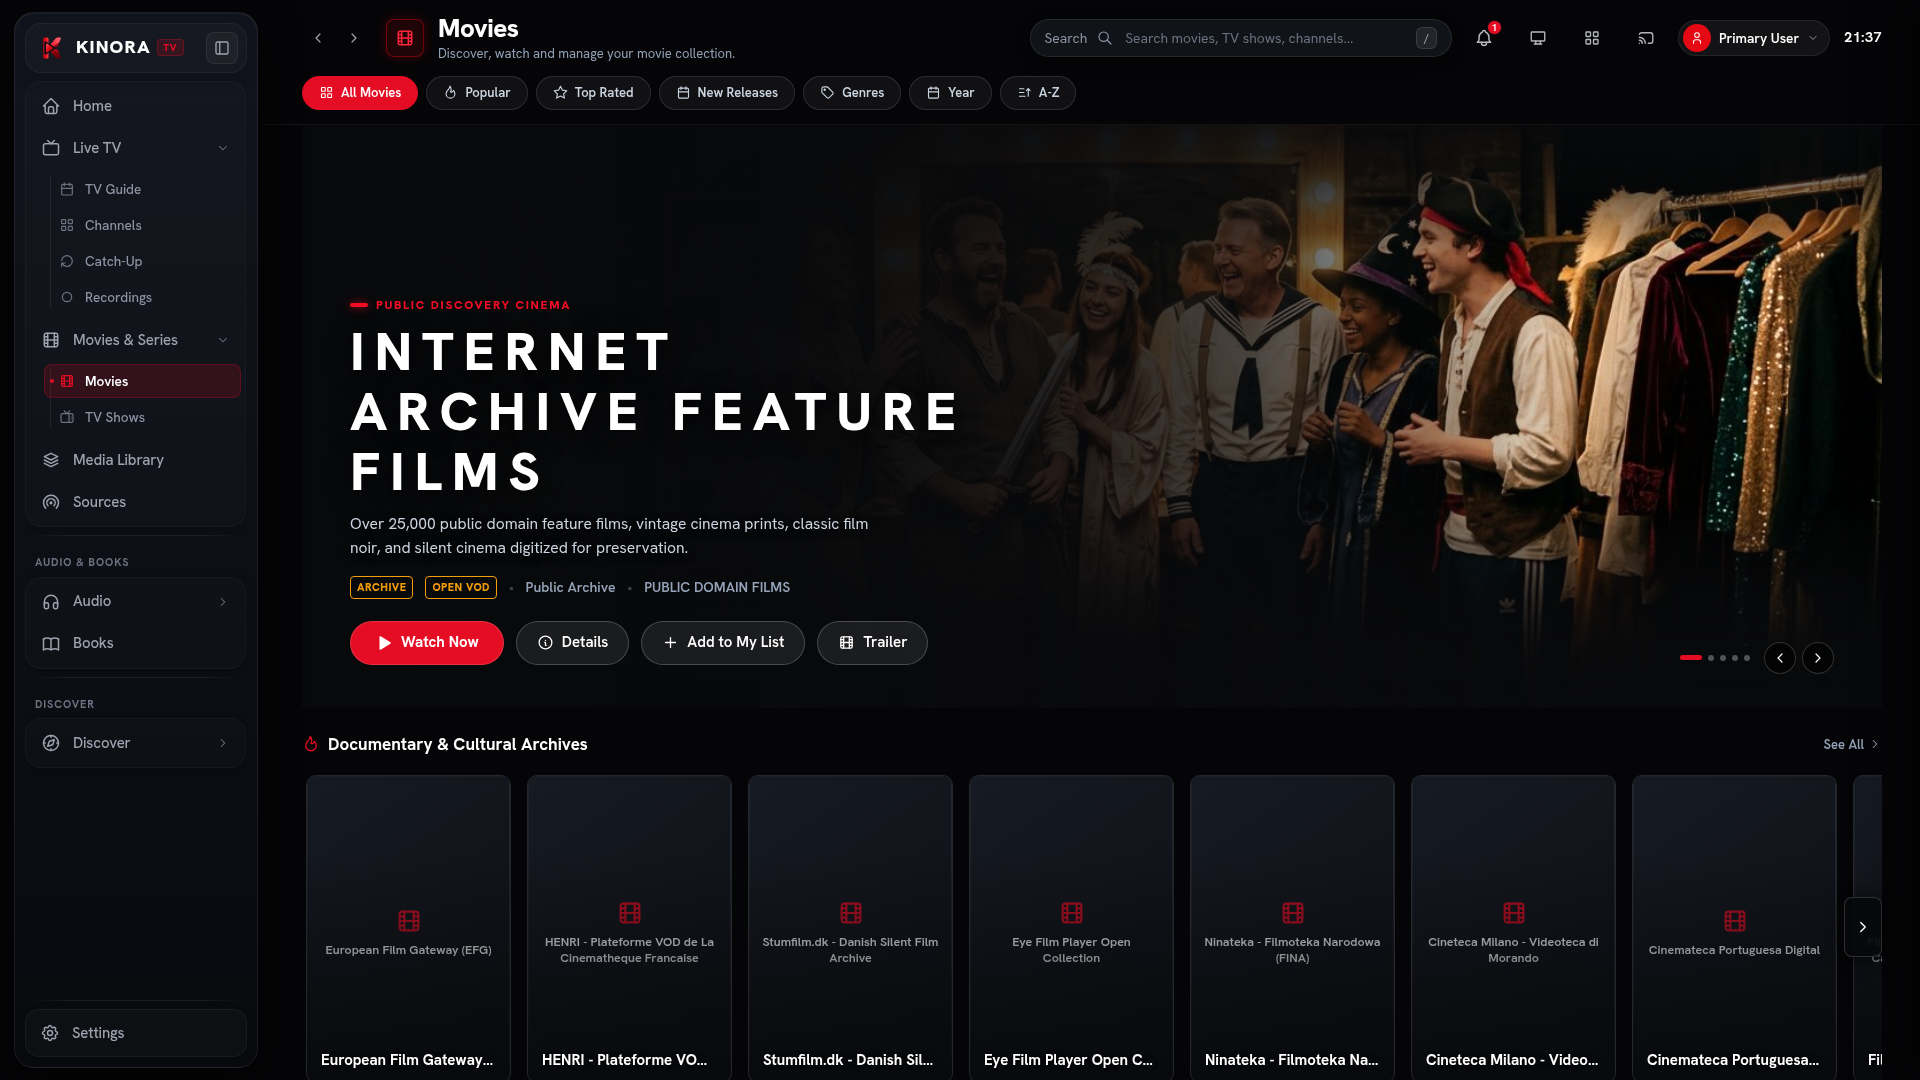 KINORA TV
Home
Live TV
TV Guide
Channels
Catch-Up
Recordings
Movies & Series
Movies
TV Shows
Media Library
Sources
AUDIO & BOOKS
Audio
Books
DISCOVER
Discover
Settings
Movies
Discover, watch and manage your movie collection.
Search
Search movies, TV shows, channels...
/
1
Primary User
21:37
All Movies
Popular
Top Rated
New Releases
Genres
Year
A-Z
PUBLIC DISCOVERY CINEMA
INTERNET
ARCHIVE FEATURE
FILMS
Over 25,000 public domain feature films, vintage cinema prints, classic film
noir, and silent cinema digitized for preservation.
ARCHIVE
OPEN VOD
Public Archive
PUBLIC DOMAIN FILMS
Watch Now
Details
Add to My List
Trailer
Documentary & Cultural Archives
See All
European Film Gateway (EFG)
European Film Gateway...
HENRI - Plateforme VOD de La
Cinematheque Francaise
HENRI - Plateforme VO...
Stumfilm.dk - Danish Silent Film
Archive
Stumfilm.dk - Danish Sil...
Eye Film Player Open
Collection
Eye Film Player Open C...
Ninateka - Filmoteka Narodowa
(FINA)
Ninateka - Filmoteka Na...
Cineteca Milano - Videoteca di
Morando
Cineteca Milano - Video...
Cinemateca Portuguesa Digital
Cinemateca Portuguesa...